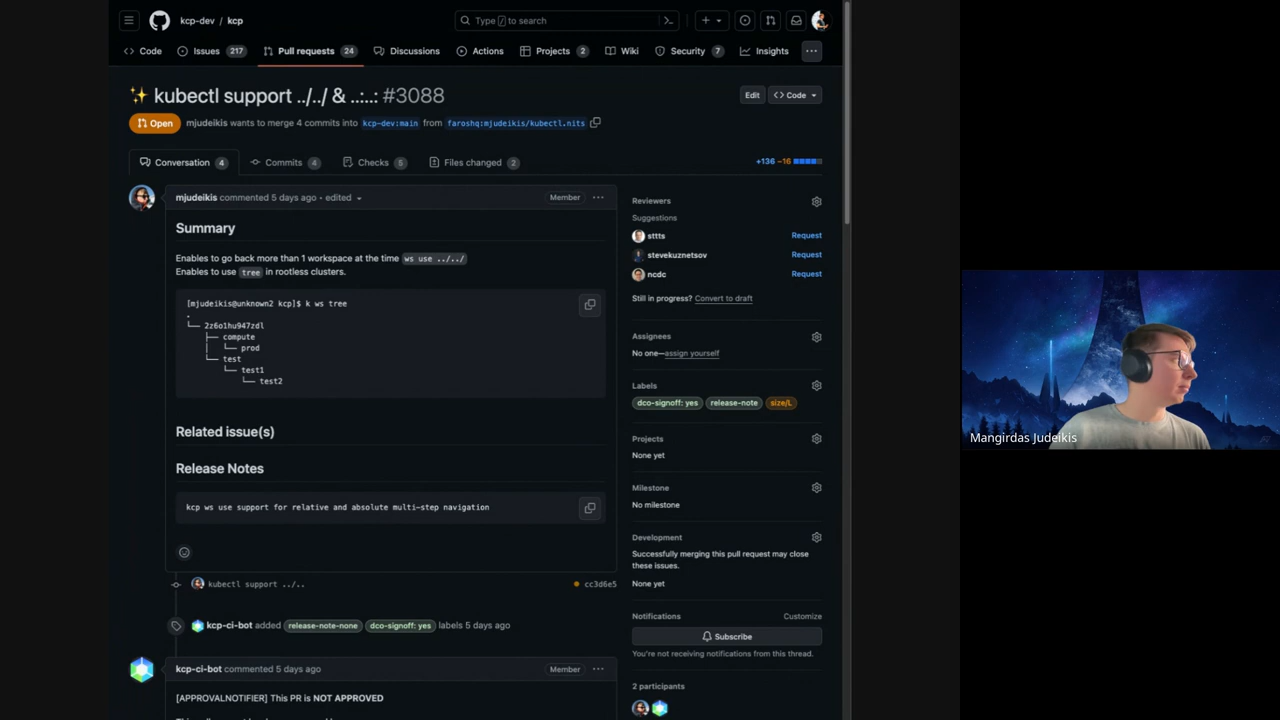 kcp-dev / kcp
Type / to search
Code
Issues 217
Pull requests 24
Discussions
Actions
Projects 2
Wiki
Security 7
Insights
✨ kubectl support ../../ & ..:..: #3088
Edit
Code
Open
mjudeikis wants to merge 4 commits into kcp-dev:main from faroshq:mjudeikis/kubectl.nits
Conversation 4
Commits 4
Checks 5
Files changed 2
+136 −16
mjudeikis commented 5 days ago • edited
Member
Summary
Enables to go back more than 1 workspace at the time ws use ../../
Enables to use tree in rootless clusters.
[mjudeikis@unknown2 kcp]$ k ws tree
.
└── 2z6o1hu947zdl
├── compute
│ └── prod
└── test
└── test1
└── test2
Related issue(s)
Release Notes
kcp ws use support for relative and absolute multi-step navigation
kubectl support ../..
cc3d6e5
kcp-ci-bot added release-note-none dco-signoff: yes labels 5 days ago
kcp-ci-bot commented 5 days ago
Member
[APPROVALNOTIFIER] This PR is NOT APPROVED
Reviewers
Suggestions
sttts Request
stevekuznetsov Request
ncdc Request
Still in progress? Convert to draft
Assignees
No one—assign yourself
Labels
dco-signoff: yes release-note size/L
Projects
None yet
Milestone
No milestone
Development
Successfully merging this pull request may close
these issues.
None yet
Notifications
Customize
Subscribe
You're not receiving notifications from this thread.
2 participants
Mangirdas Judeikis